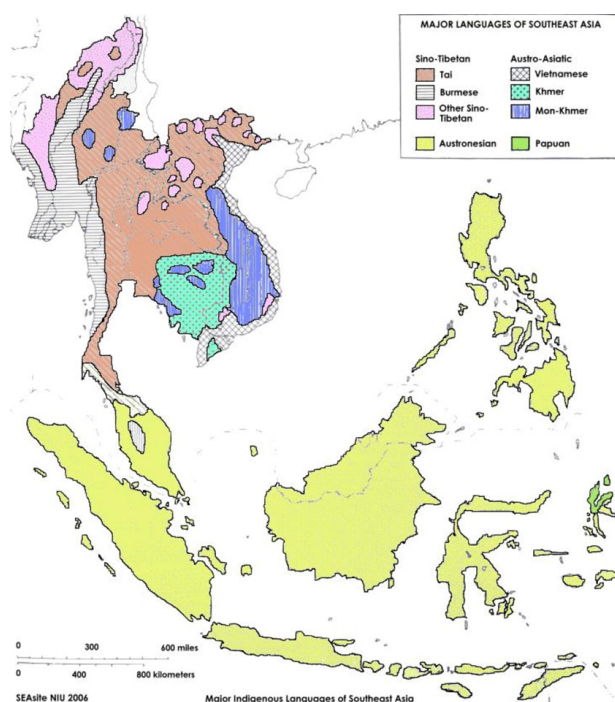 MAJOR LANGUAGES OF SOUTHEAST ASIA
Sino-Tibetan
Tai
Burmese
Other Sino-
Tibetan
Austronesian
Austro-Asiatic
Vietnamese
Khmer
Mon-Khmer
Papuan
0 300 600 miles
0 400 800 kilometers
SEAsite NIU 2006
Major Indigenous Languages of Southeast Asia